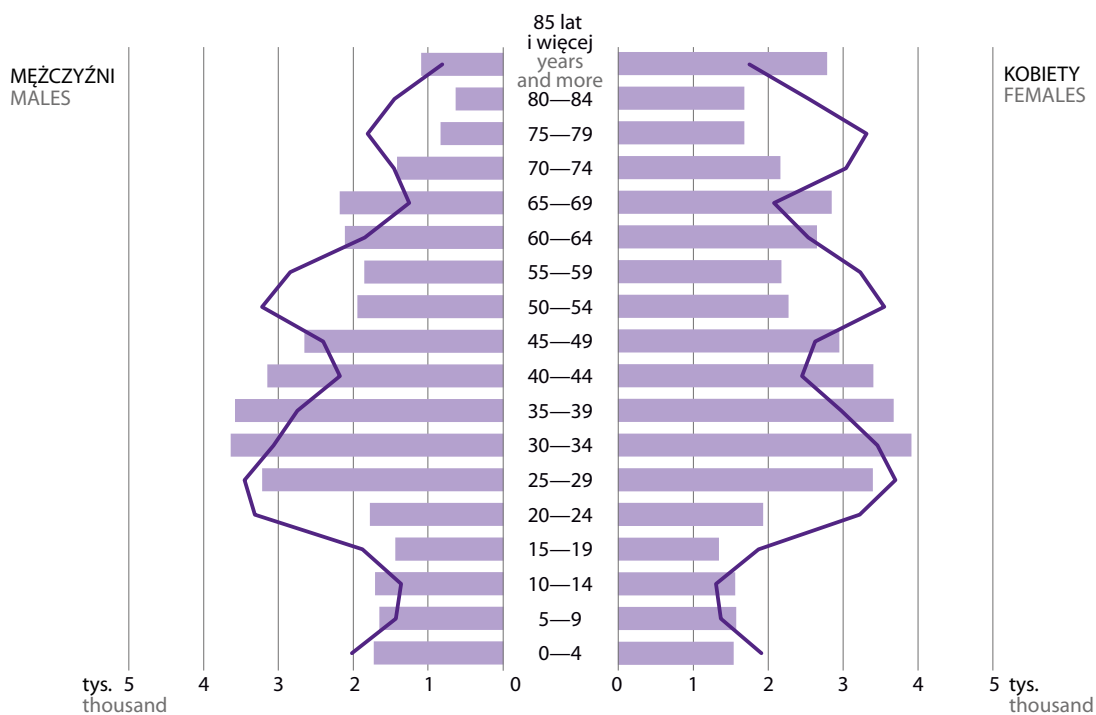 85 lat
i więcej
years
and more
MĘŻCZYŹNI
MALES
KOBIETY
FEMALES
80—84
75—79
70—74
65—69
60—64
55—59
50—54
45—49
40—44
35—39
30—34
25—29
20—24
15—19
10—14
5—9
0—4
tys. 5 4 3 2 1 0 0 1 2 3 4 5 tys.
thousand thousand